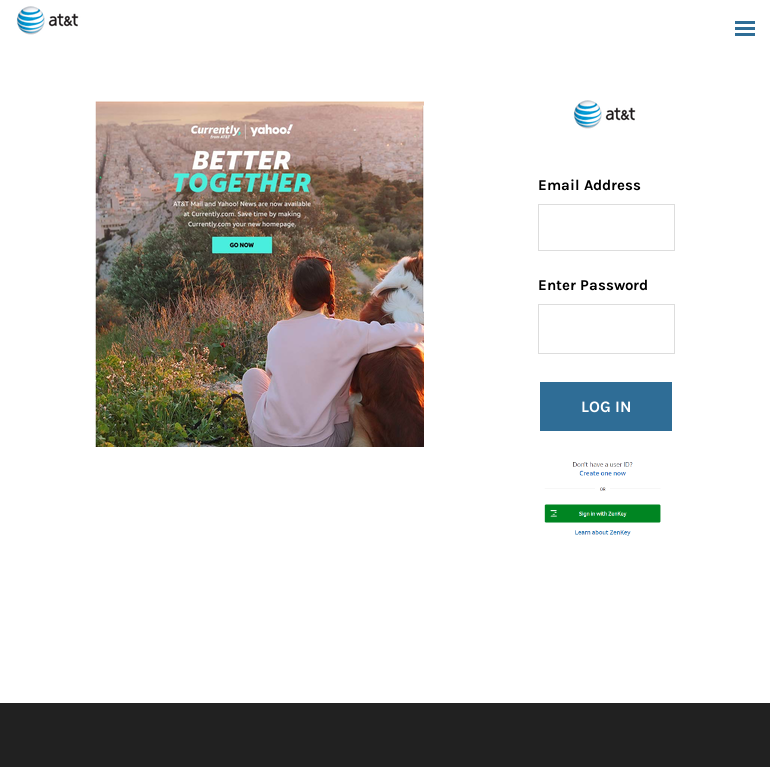 at&t
at&t
Currently
from AT&T
yahoo!
BETTER
TOGETHER
AT&T Mail and Yahoo! News are now available
at Currently.com. Save time by making
Currently.com your new homepage.
GO NOW
Email Address
Enter Password
LOG IN
Don't have a user ID?
Create one now
OR
Sign in with ZenKey
Learn about ZenKey